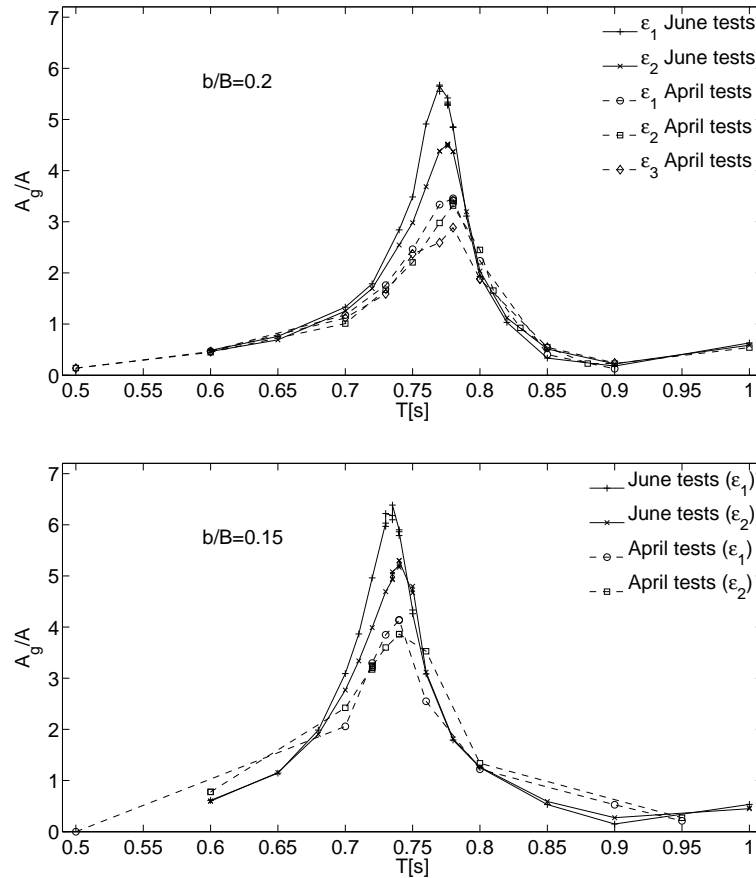 7
6
5
4
3
2
1
0
A_g/A
b/B=0.2
ε_1 June tests
ε_2 June tests
ε_1 April tests
ε_2 April tests
ε_3 April tests
0.5 0.55 0.6 0.65 0.7 0.75 0.8 0.85 0.9 0.95 1
T[s]
7
6
5
4
3
2
1
0
A_g/A
b/B=0.15
June tests (ε_1)
June tests (ε_2)
April tests (ε_1)
April tests (ε_2)
0.5 0.55 0.6 0.65 0.7 0.75 0.8 0.85 0.9 0.95 1
T[s]